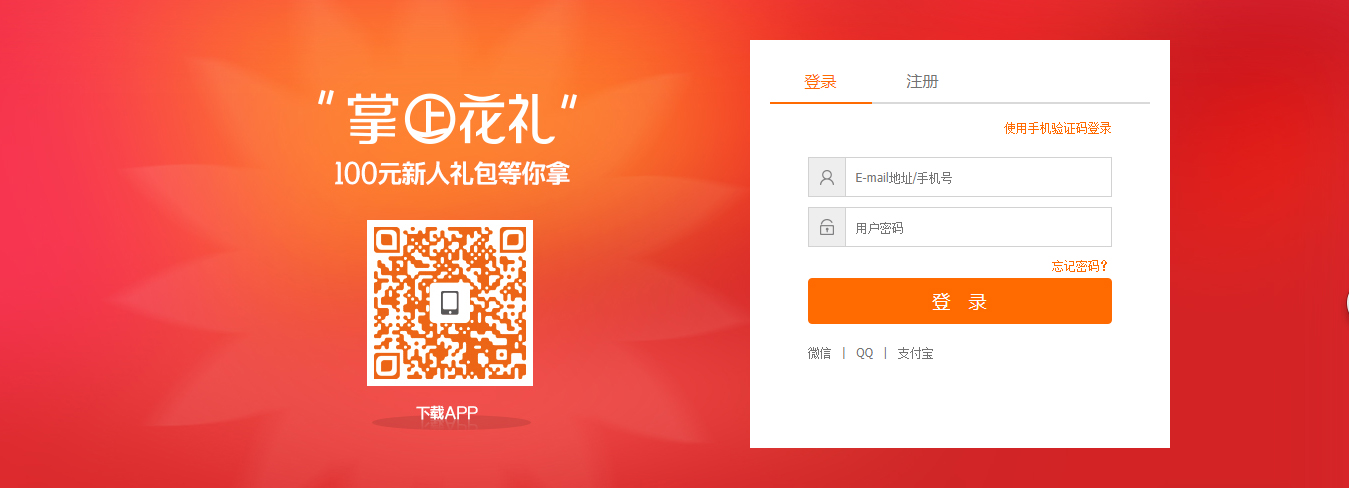 "掌上花礼"
100元新人礼包等你拿
下载APP
登录 注册
使用手机验证码登录
E-mail地址/手机号
用户密码
忘记密码?
登 录
微信 | QQ | 支付宝